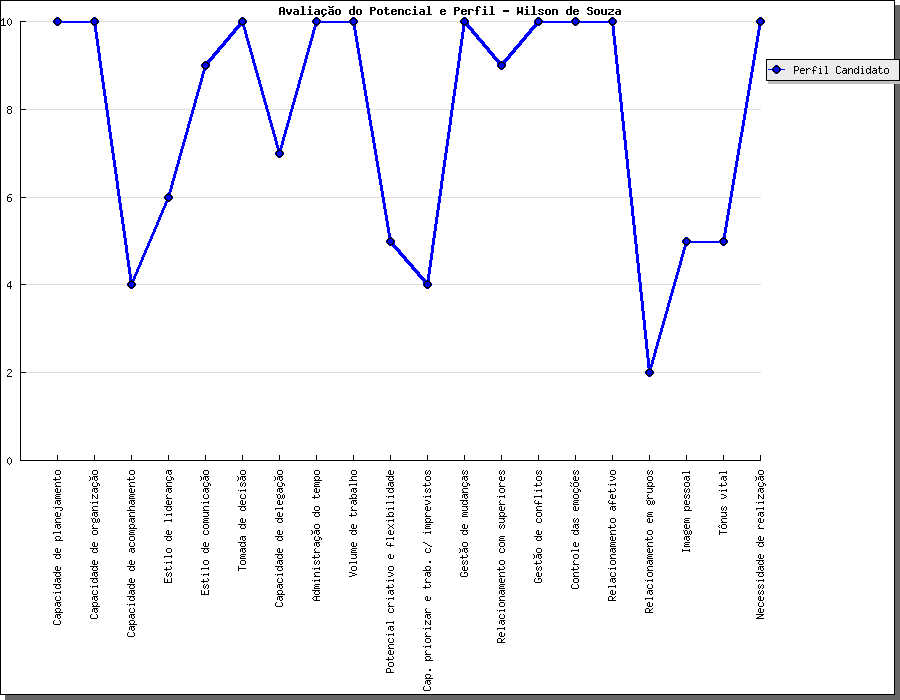 Avaliação do Potencial e Perfil - Wilson de Souza
Perfil Candidato
10
8
6
4
2
0
Capacidade de planejamento
Capacidade de organização
Capacidade de acompanhamento
Estilo de liderança
Estilo de comunicação
Tomada de decisão
Capacidade de delegação
Administração do tempo
Volume de trabalho
Potencial criativo e flexibilidade
Cap. priorizar e trab. c/ imprevistos
Gestão de mudanças
Relacionamento com superiores
Gestão de conflitos
Controle das emoções
Relacionamento afetivo
Relacionamento em grupos
Imagem pessoal
Tônus vital
Necessidade de realização